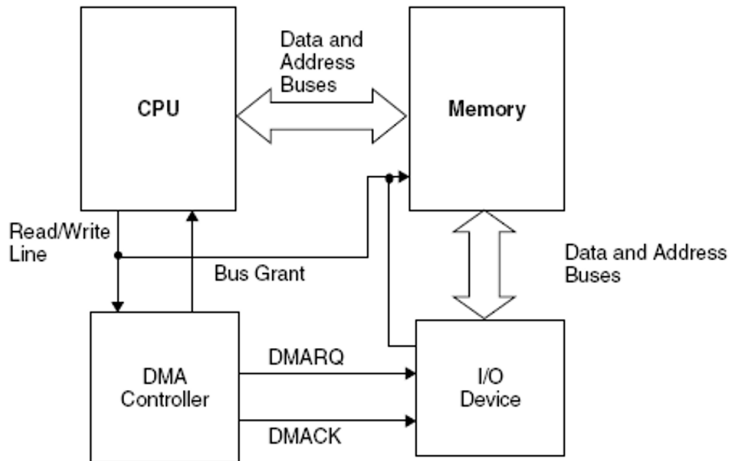 Data and
Address
Buses
CPU
Memory
Read/Write
Line
Bus Grant
Data and Address
Buses
DMARQ
DMA
Controller
I/O
Device
DMACK